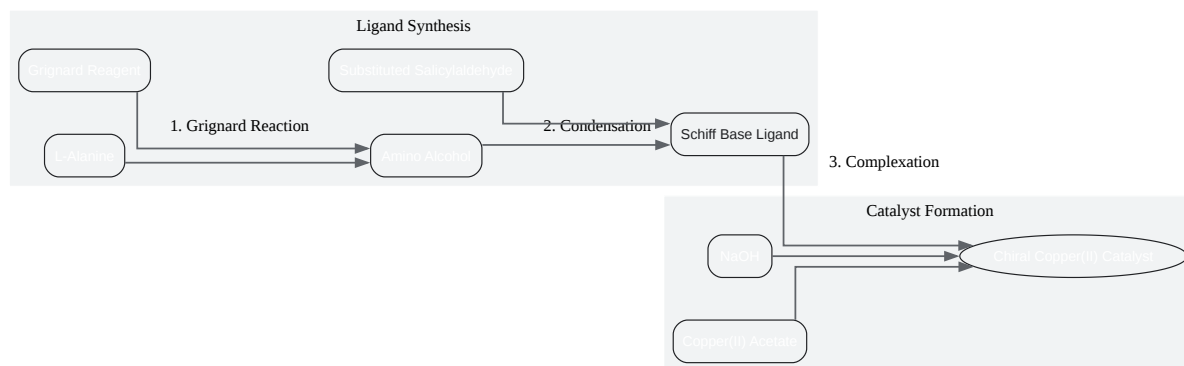 Ligand Synthesis
Grignard Reagent
Substituted Salicylaldehyde
1. Grignard Reaction
2. Condensation
Schiff Base Ligand
L-Alanine
Amino Alcohol
3. Complexation
Catalyst Formation
NaOH
Chiral Copper(II) Catalyst
Copper(II) Acetate